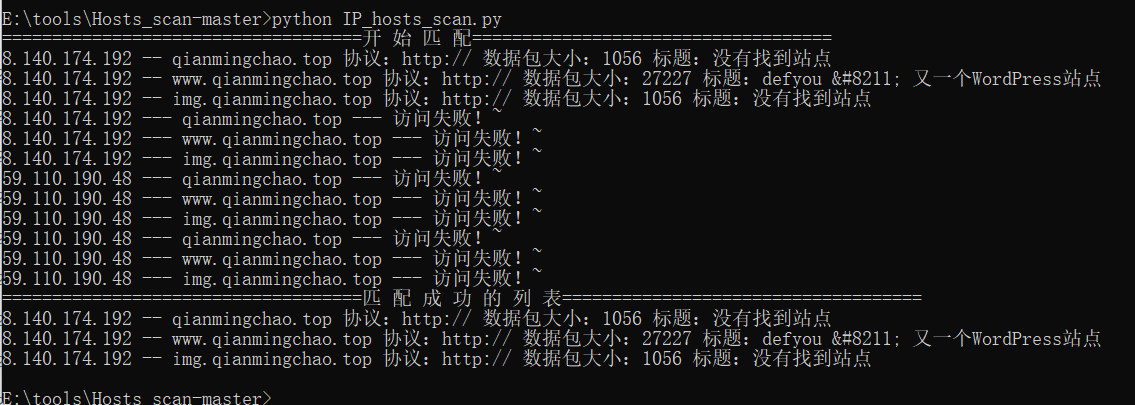 E:\tools\Hosts_scan-master>python IP_hosts_scan.py
====================================开 始 匹 配====================================
8.140.174.192 -- qianmingchao.top 协议：http:// 数据包大小：1056 标题：没有找到站点
8.140.174.192 -- www.qianmingchao.top 协议：http:// 数据包大小：27227 标题：defyou &#8211; 又一个WordPress站点
8.140.174.192 -- img.qianmingchao.top 协议：http:// 数据包大小：1056 标题：没有找到站点
8.140.174.192 --- qianmingchao.top --- 访问失败！~
8.140.174.192 --- www.qianmingchao.top --- 访问失败！~
8.140.174.192 --- img.qianmingchao.top --- 访问失败！~
59.110.190.48 --- qianmingchao.top --- 访问失败！~
59.110.190.48 --- www.qianmingchao.top --- 访问失败！~
59.110.190.48 --- img.qianmingchao.top --- 访问失败！~
59.110.190.48 --- qianmingchao.top --- 访问失败！~
59.110.190.48 --- www.qianmingchao.top --- 访问失败！~
59.110.190.48 --- img.qianmingchao.top --- 访问失败！~
====================================匹 配 成 功 的 列 表====================================
8.140.174.192 -- qianmingchao.top 协议：http:// 数据包大小：1056 标题：没有找到站点
8.140.174.192 -- www.qianmingchao.top 协议：http:// 数据包大小：27227 标题：defyou &#8211; 又一个WordPress站点
8.140.174.192 -- img.qianmingchao.top 协议：http:// 数据包大小：1056 标题：没有找到站点
E:\tools\Hosts_scan-master>